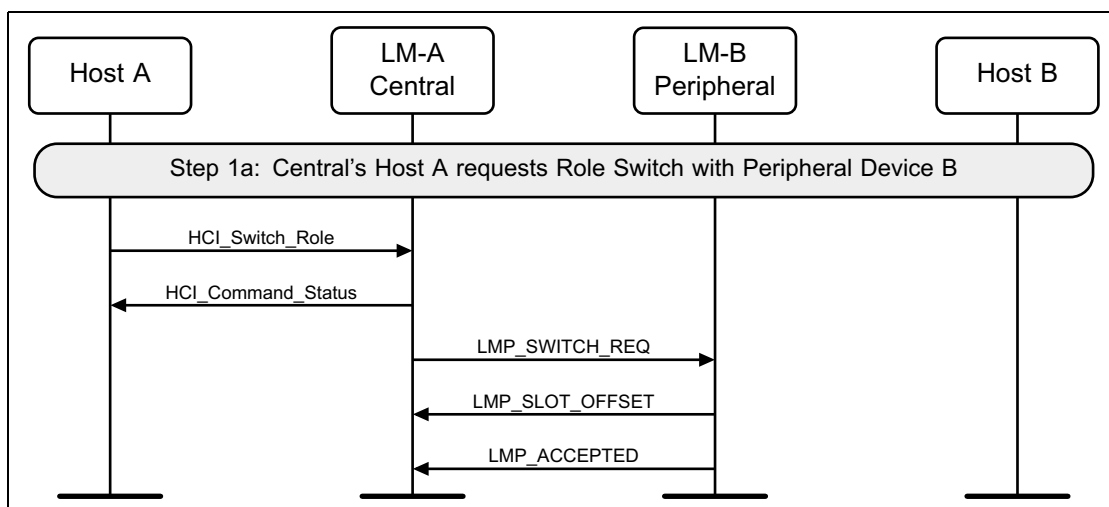 Host A
LM-A
Central
LM-B
Peripheral
Host B
Step 1a: Central's Host A requests Role Switch with Peripheral Device B
HCI_Switch_Role
HCI_Command_Status
LMP_SWITCH_REQ
LMP_SLOT_OFFSET
LMP_ACCEPTED